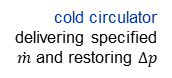 cold circulator
delivering specified
ṁ and restoring Δp